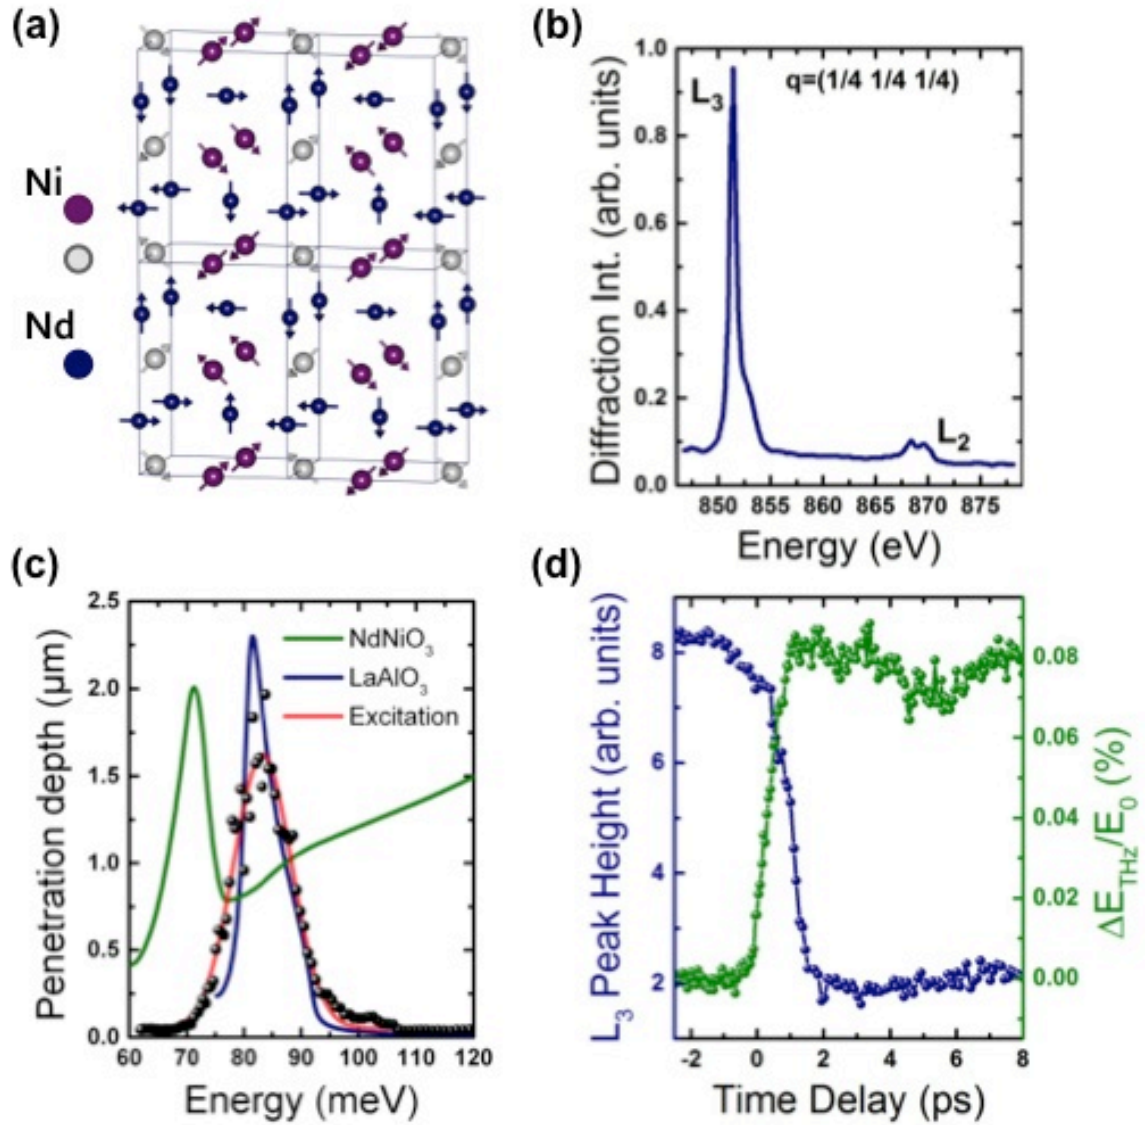 (a)
Ni
Nd
(b)
1.0
0.8
0.6
0.4
0.2
0.0
Diffraction Int. (arb. units)
L₃
q=(1/4 1/4 1/4)
L₂
850 855 860 865 870 875
Energy (eV)
(c)
2.5
2.0
1.5
1.0
0.5
0.0
Penetration depth (μm)
NdNiO₃
LaAlO₃
Excitation
60 70 80 90 100 110 120
Energy (meV)
(d)
8
6
4
2
L₃ Peak Height (arb. units)
0.08
0.06
0.04
0.02
0.00
ΔE_THz/E₀ (%)
-2 0 2 4 6 8
Time Delay (ps)